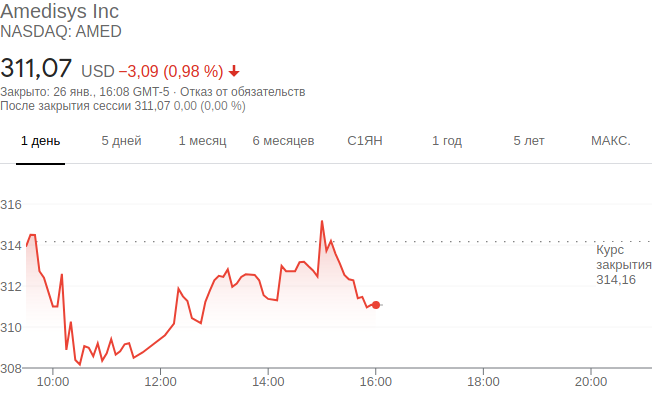 Amedisys Inc
NASDAQ: AMED
311,07 USD −3,09 (0,98 %)
Закрыто: 26 янв., 16:08 GMT-5 · Отказ от обязательств
После закрытия сессии 311,07 0,00 (0,00 %)
1 день 5 дней 1 месяц 6 месяцев С1ЯН 1 год 5 лет МАКС.
316
314
Курс
закрытия
314,16
312
310
308
10:00 12:00 14:00 16:00 18:00 20:00